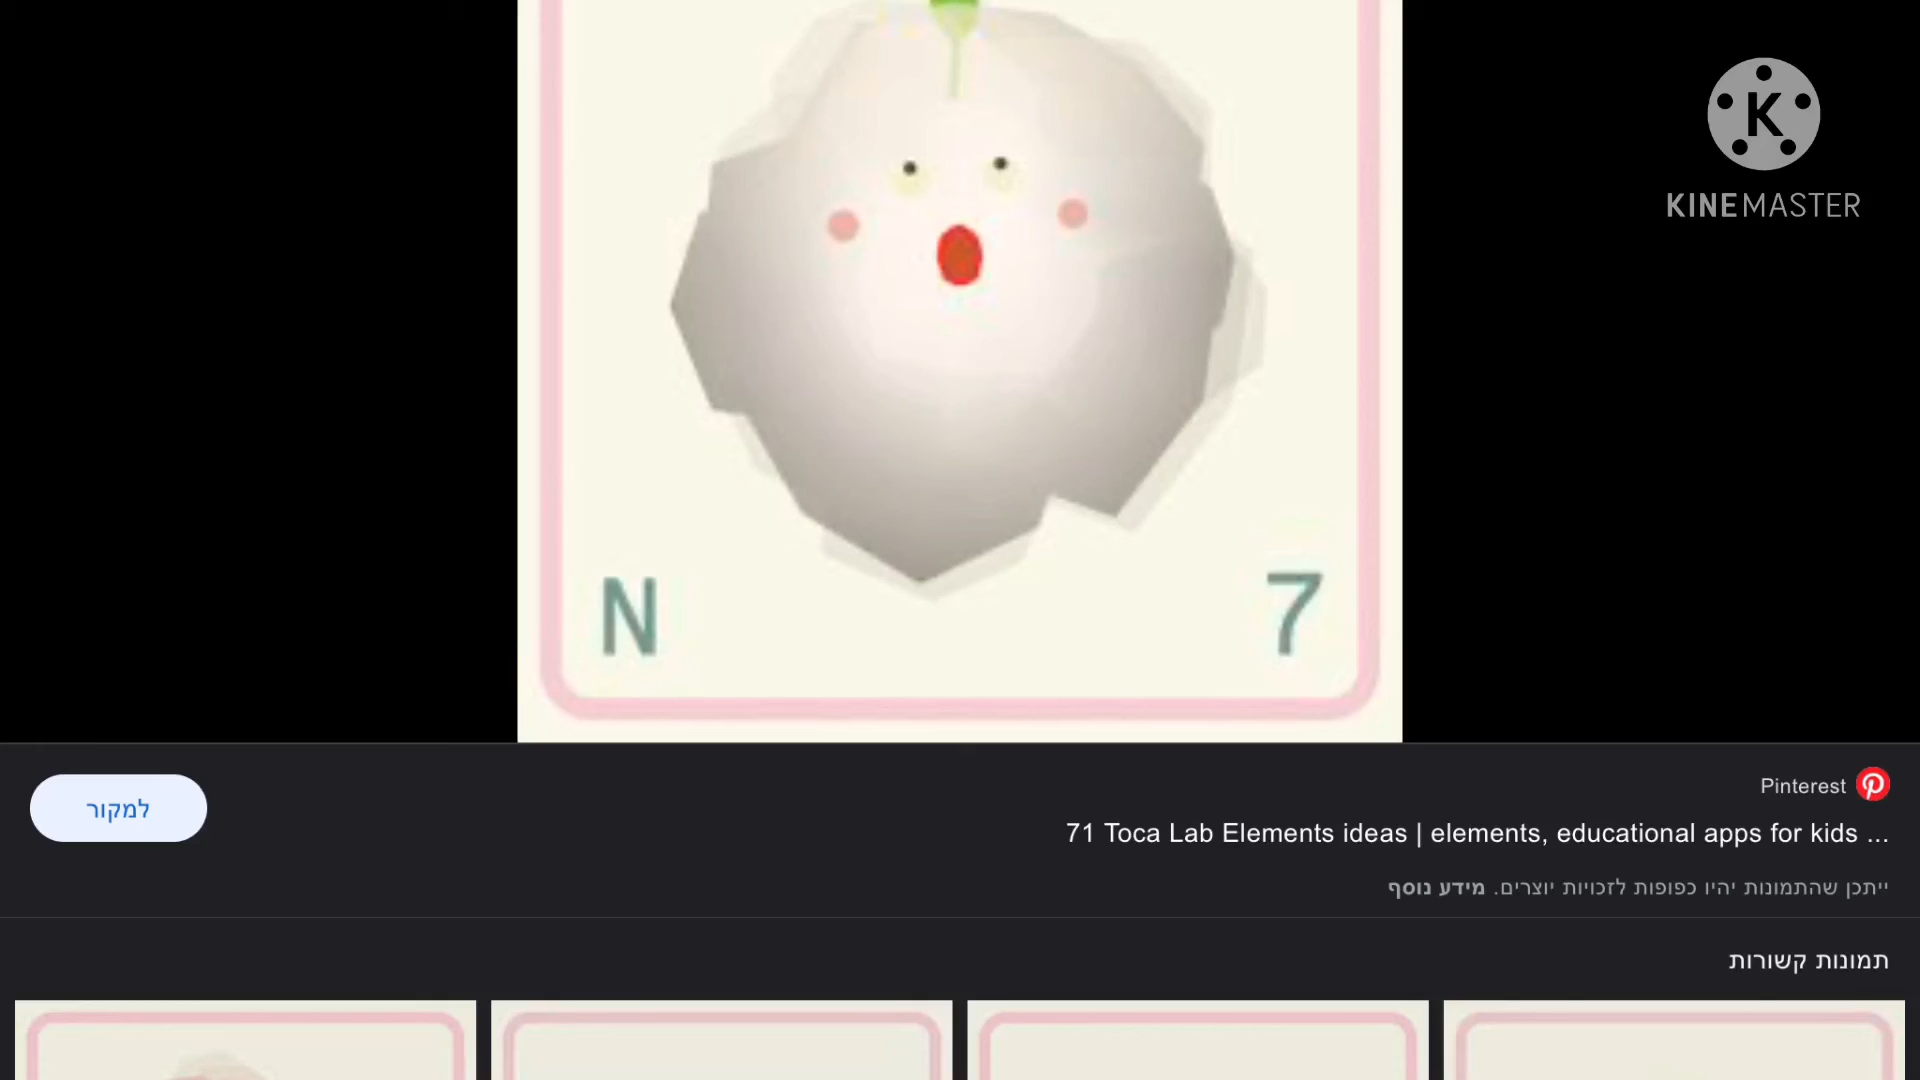 K
KINEMASTER
N 7
Pinterest
71 Toca Lab Elements ideas | elements, educational apps for kids ...
למקור
ייתכן שהתמונות יהיו כפופות לזכויות יוצרים. מידע נוסף
תמונות קשורות